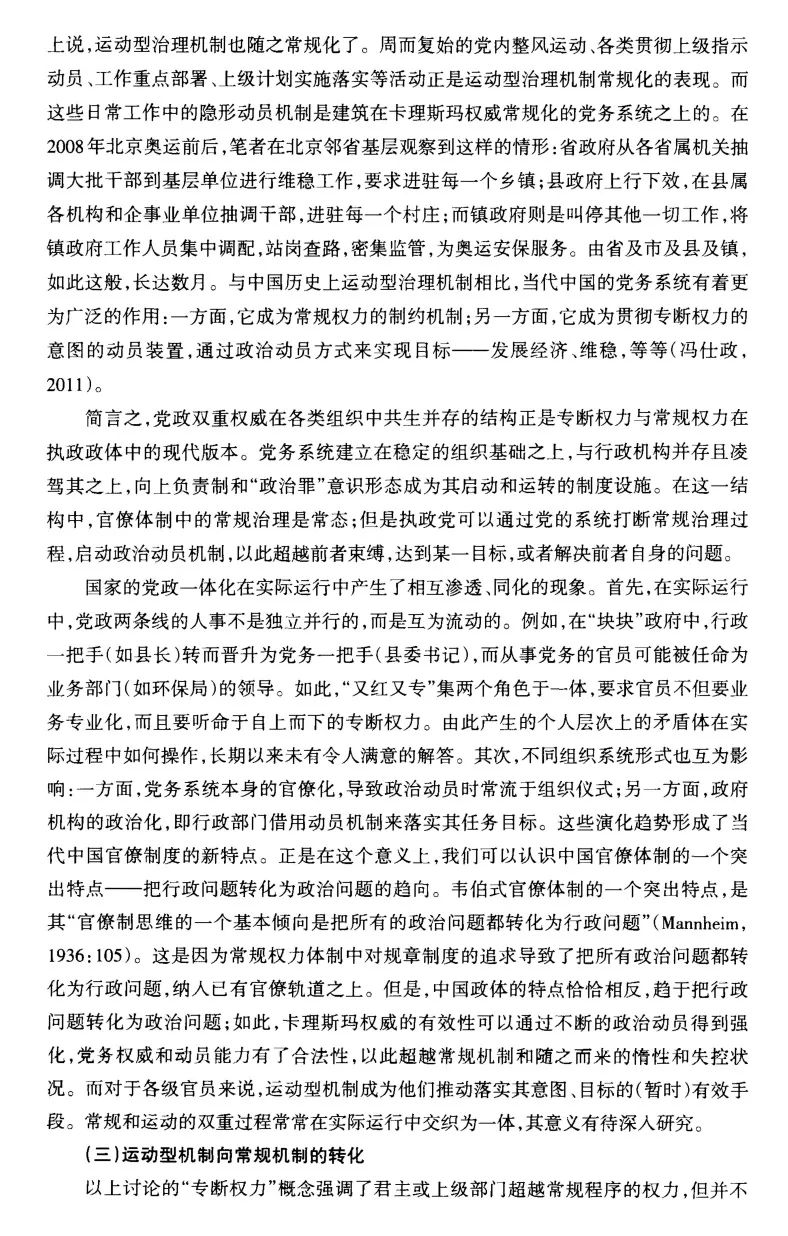 上说,运动型治理机制也随之常规化了。周而复始的党内整风运动、各类贯彻上级指示
动员、工作重点部署、上级计划实施落实等活动正是运动型治理机制常规化的表现。而
这些日常工作中的隐形动员机制是建筑在卡理斯玛权威常规化的党务系统之上的。在
2008年北京奥运前后,笔者在北京邻省基层观察到这样的情形:省政府从各省属机关抽
调大批干部到基层单位进行维稳工作,要求进驻每一个乡镇;县政府上行下效,在县属
各机构和企事业单位抽调干部,进驻每一个村庄;而镇政府则是叫停其他一切工作,将
镇政府工作人员集中调配,站岗查路,密集监管,为奥运安保服务。由省及市及县及镇,
如此这般,长达数月。与中国历史上运动型治理机制相比,当代中国的党务系统有着更
为广泛的作用:一方面,它成为常规权力的制约机制;另一方面,它成为贯彻专断权力的
意图的动员装置,通过政治动员方式来实现目标——发展经济、维稳,等等(冯仕政,
2011)。
简言之,党政双重权威在各类组织中共生并存的结构正是专断权力与常规权力在
执政政体中的现代版本。党务系统建立在稳定的组织基础之上,与行政机构并存且凌
驾其之上,向上负责制和“政治罪”意识形态成为其启动和运转的制度设施。在这一结
构中,官僚体制中的常规治理是常态;但是执政党可以通过党的系统打断常规治理过
程,启动政治动员机制,以此超越前者束缚,达到某一目标,或者解决前者自身的问题。
国家的党政一体化在实际运行中产生了相互渗透、同化的现象。首先,在实际运行
中,党政两条线的人事不是独立并行的,而是互为流动的。例如,在“块块”政府中,行政
一把手(如县长)转而晋升为党务一把手(县委书记),而从事党务的官员可能被任命为
业务部门(如环保局)的领导。如此,“又红又专”集两个角色于一体,要求官员不但要业
务专业化,而且要听命于自上而下的专断权力。由此产生的个人层次上的矛盾体在实
际过程中如何操作,长期以来未有令人满意的解答。其次,不同组织系统形式也互为影
响:一方面,党务系统本身的官僚化,导致政治动员时常流于组织仪式;另一方面,政府
机构的政治化,即行政部门借用动员机制来落实其任务目标。这些演化趋势形成了当
代中国官僚制度的新特点。正是在这个意义上,我们可以认识中国官僚体制的一个突
出特点——把行政问题转化为政治问题的趋向。韦伯式官僚体制的一个突出特点,是
其“官僚制思维的一个基本倾向是把所有的政治问题都转化为行政问题”(Mannheim,
1936:105)。这是因为常规权力体制中对规章制度的追求导致了把所有政治问题都转
化为行政问题,纳入已有官僚轨道之上。但是,中国政体的特点恰恰相反,趋于把行政
问题转化为政治问题;如此,卡理斯玛权威的有效性可以通过不断的政治动员得到强
化,党务权威和动员能力有了合法性,以此超越常规机制和随之而来的惰性和失控状
况。而对于各级官员来说,运动型机制成为他们推动落实其意图、目标的(暂时)有效手
段。常规和运动的双重过程常常在实际运行中交织为一体,其意义有待深入研究。
(三)运动型机制向常规机制的转化
以上讨论的“专断权力”概念强调了君主或上级部门超越常规程序的权力,但并不